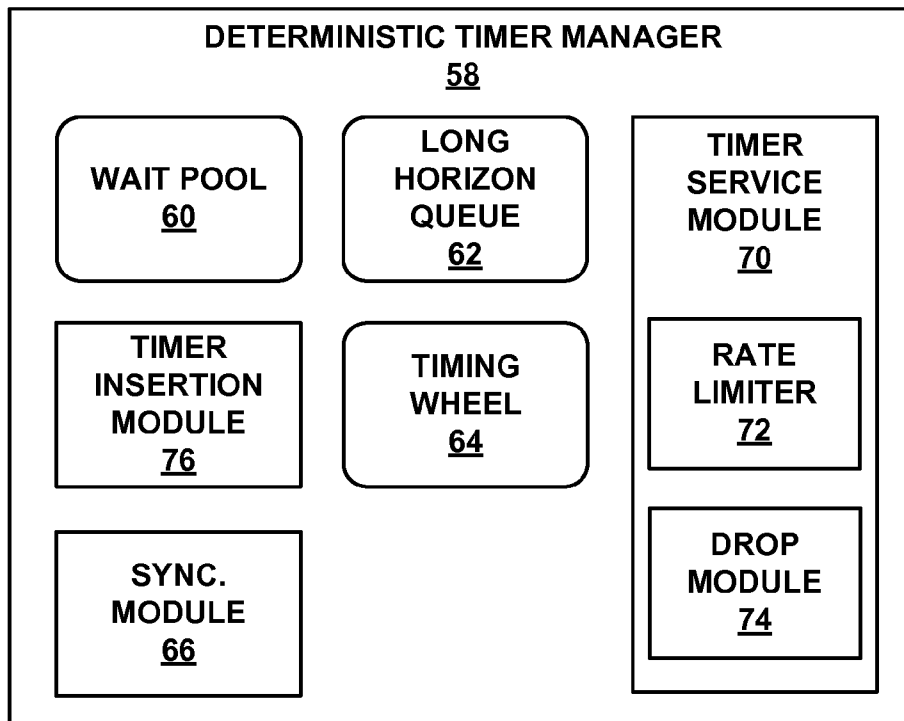 DETERMINISTIC TIMER MANAGER
58
WAIT POOL
60
LONG
HORIZON
QUEUE
62
TIMER
SERVICE
MODULE
70
TIMER
INSERTION
MODULE
76
TIMING
WHEEL
64
RATE
LIMITER
72
SYNC.
MODULE
66
DROP
MODULE
74